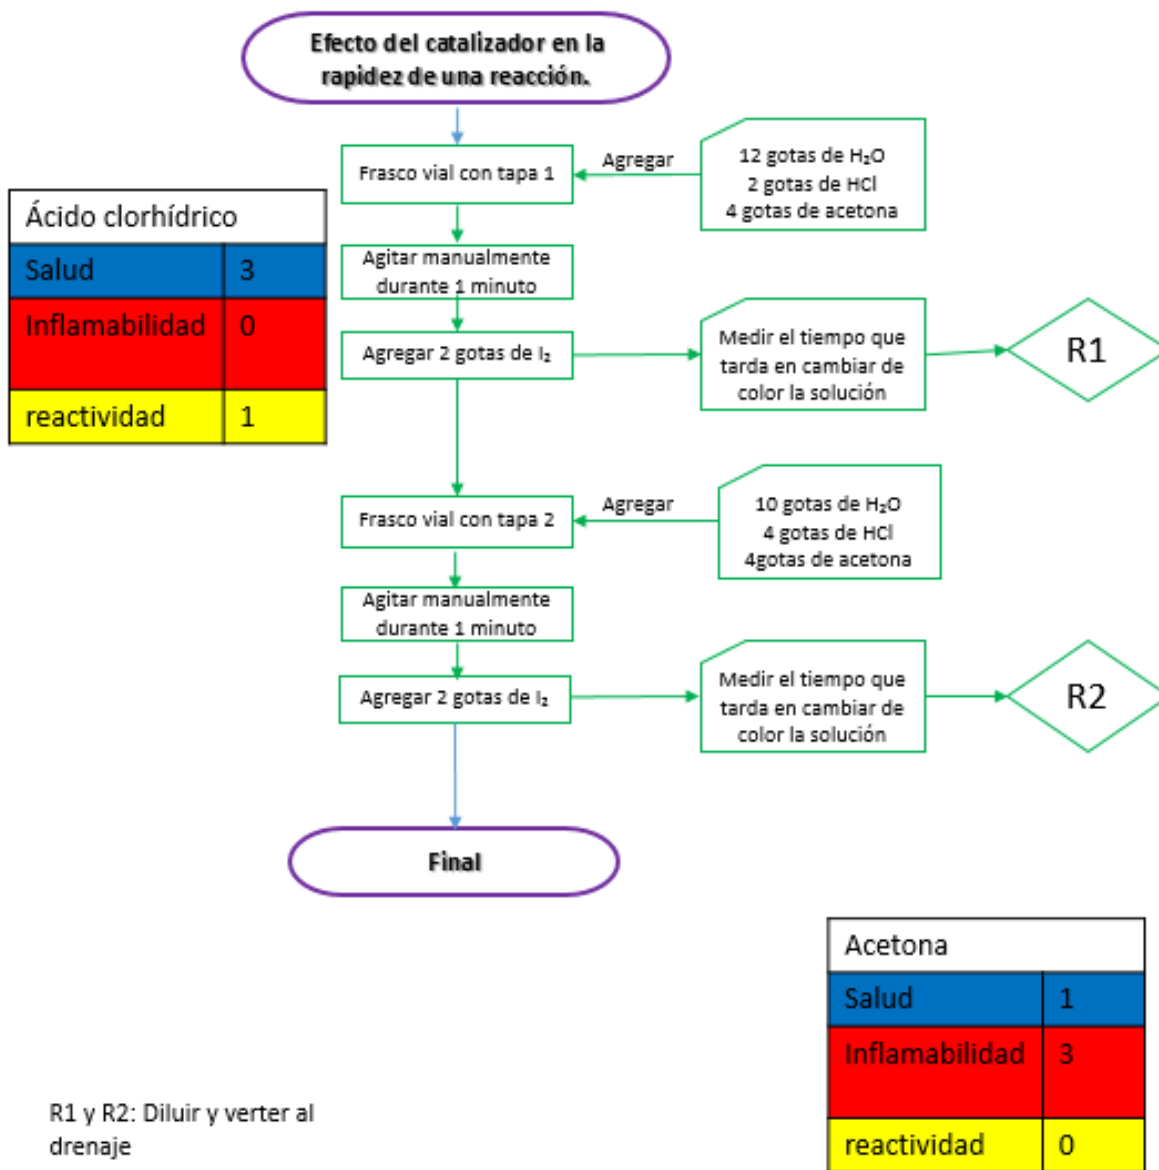 Efecto del catalizador en la
rapidez de una reacción.
Frasco vial con tapa 1
Agregar
12 gotas de H₂O
2 gotas de HCl
4 gotas de acetona
Ácido clorhídrico
Salud 3
Inflamabilidad 0
reactividad 1
Agitar manualmente
durante 1 minuto
Agregar 2 gotas de I₂
Medir el tiempo que
tarda en cambiar de
color la solución
R1
Frasco vial con tapa 2
Agregar
10 gotas de H₂O
4 gotas de HCl
4gotas de acetona
Agitar manualmente
durante 1 minuto
Agregar 2 gotas de I₂
Medir el tiempo que
tarda en cambiar de
color la solución
R2
Final
Acetona
Salud 1
Inflamabilidad 3
reactividad 0
R1 y R2: Diluir y verter al
drenaje